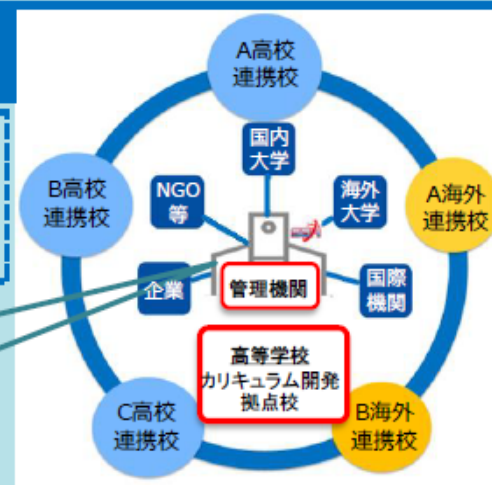 A高校
連携校
国内
大学
B高校
連携校
NGO
等
海外
大学
A海外
連携校
企業
管理機関
国際
機関
高等学校
カリキュラム開発
拠点校
C高校
連携校
B海外
連携校